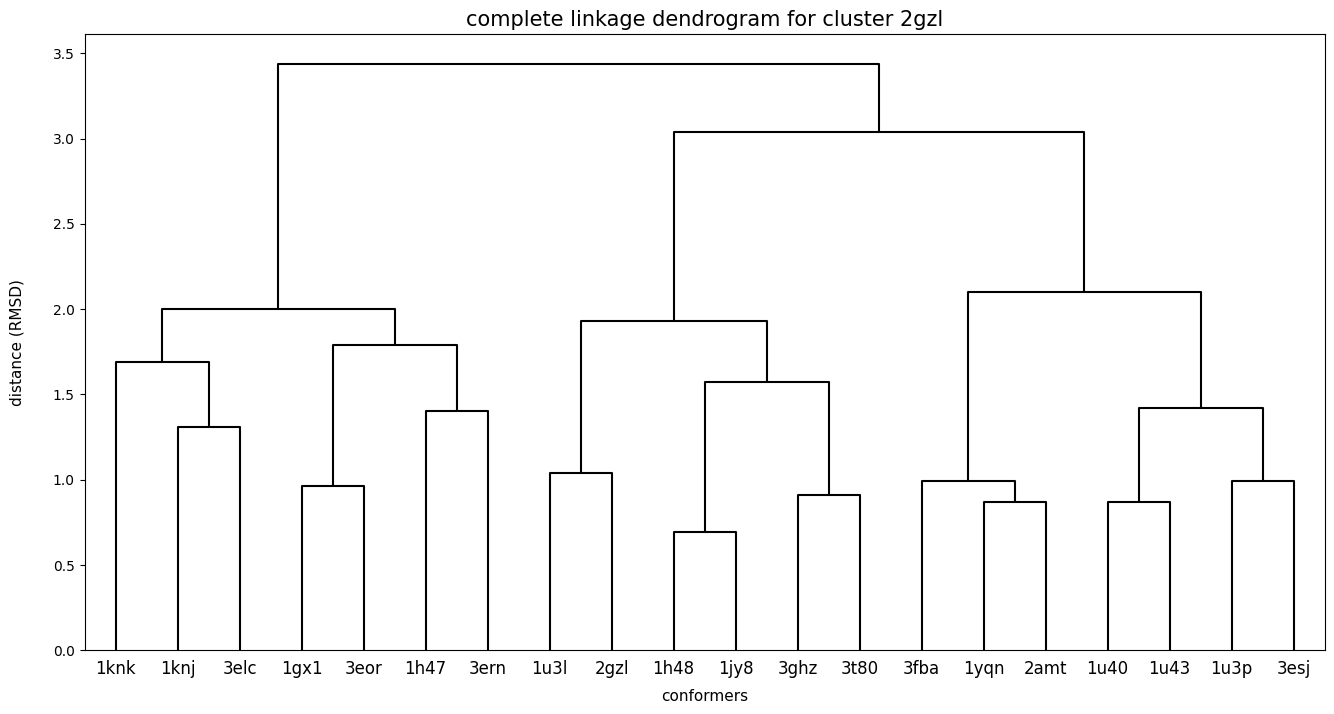 complete linkage dendrogram for cluster 2gzl
3.5
3.0
2.5
2.0
1.5
1.0
0.5
0.0
distance (RMSD)
1knk 1knj 3elc 1gx1 3eor 1h47 3ern 1u3l 2gzl 1h48 1jy8 3ghz 3t80 3fba 1yqn 2amt 1u40 1u43 1u3p 3esj
conformers